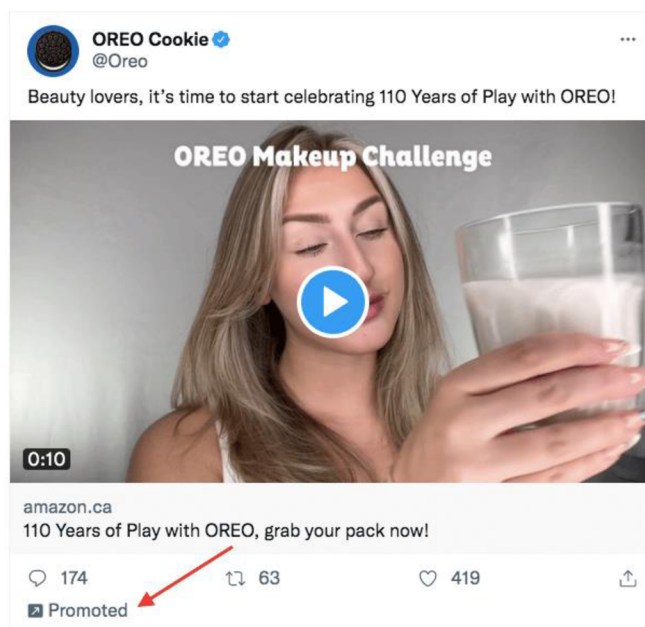 OREO Cookie
@Oreo
Beauty lovers, it's time to start celebrating 110 Years of Play with OREO!
OREO Makeup Challenge
0:10
amazon.ca
110 Years of Play with OREO, grab your pack now!
174 63 419
Promoted